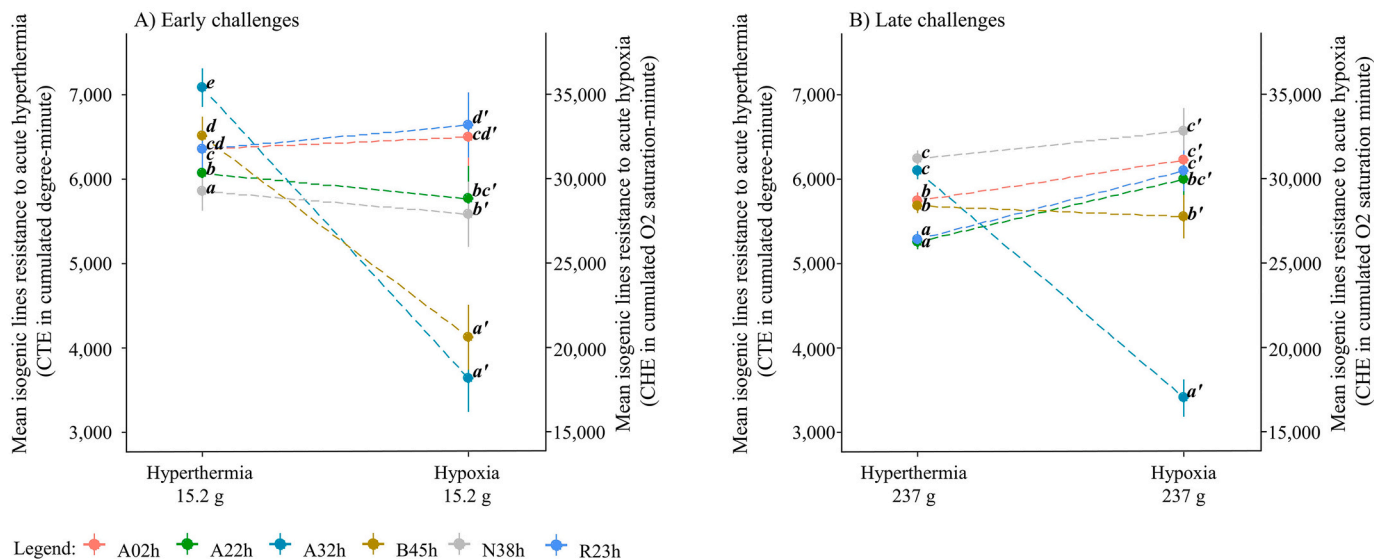 A) Early challenges
Mean isogenic lines resistance to acute hyperthermia
((CTE in cumulated degree-minute)
7,000
6,000
5,000
4,000
3,000
e
d
cd
c
b
a
d'
cd'
bc'
b'
a'
a'
35,000
30,000
25,000
20,000
15,000
Mean isogenic lines resistance to acute hypoxia
(CHE in cumulated O2 saturation-minute)
Hyperthermia
15.2 g
Hypoxia
15.2 g
B) Late challenges
Mean isogenic lines resistance to acute hyperthermia
((CTE in cumulated degree-minute)
7,000
6,000
5,000
4,000
3,000
c
c
b
b
a
a
c'
c'
c'
bc'
b'
a'
35,000
30,000
25,000
20,000
15,000
Mean isogenic lines resistance to acute hypoxia
(CHE in cumulated O2 saturation minute)
Hyperthermia
237 g
Hypoxia
237 g
Legend: A02h A22h A32h B45h N38h R23h